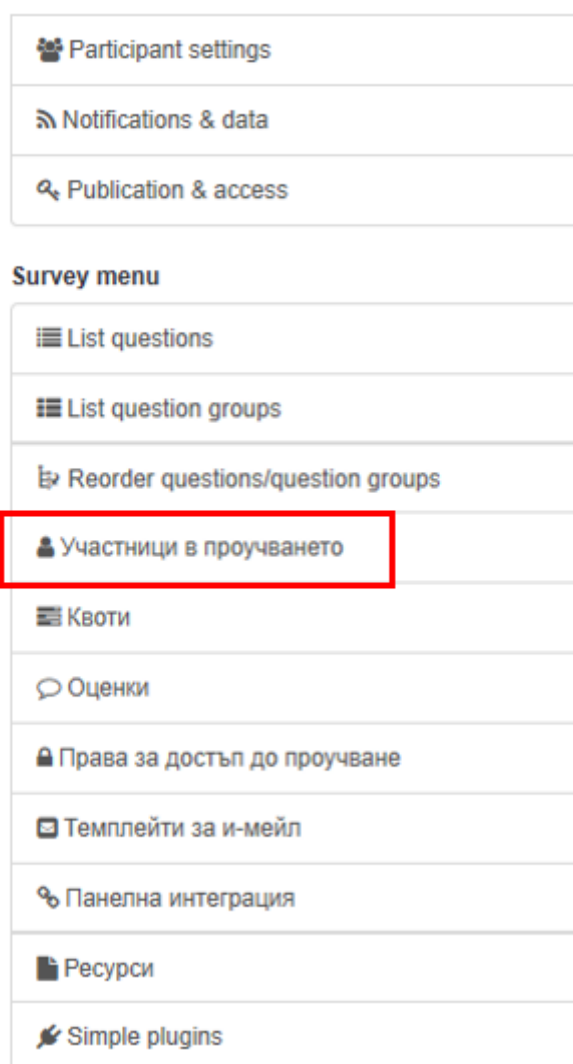 Participant settings
Notifications & data
Publication & access
Survey menu
List questions
List question groups
Reorder questions/question groups
Участници в проучването
Квоти
Оценки
Права за достъп до проучване
Темплейти за и-мейл
Панелна интеграция
Ресурси
Simple plugins